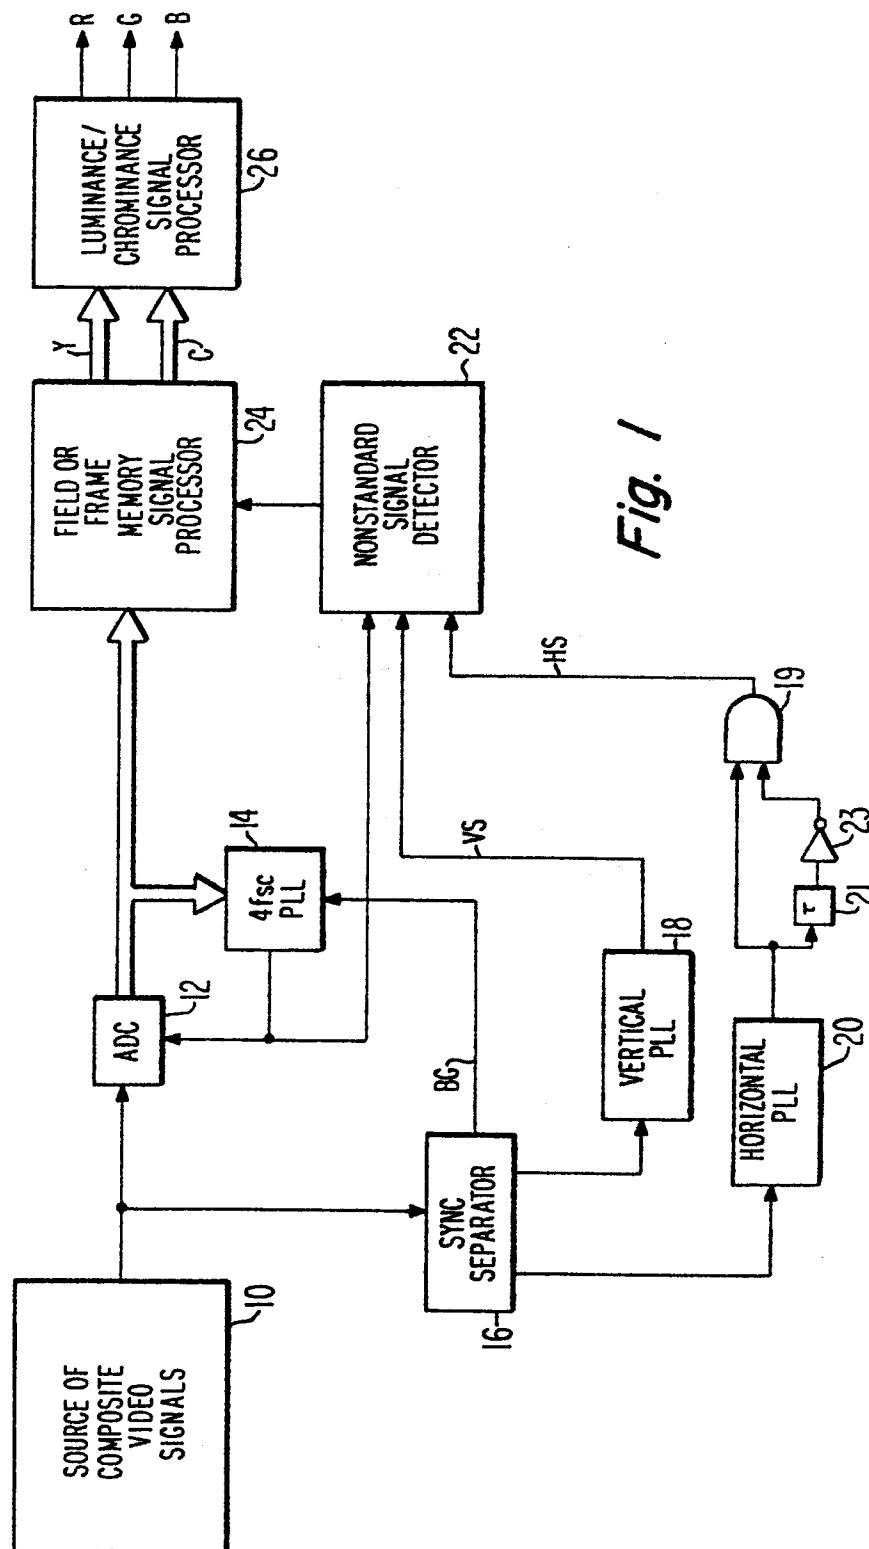 SOURCE OF
COMPOSITE
VIDEO
SIGNALS
10
ADC
12
4fsc
PLL
14
FIELD OR
FRAME
MEMORY
SIGNAL
PROCESSOR
24
Y
C
LUMINANCE/
CHROMINANCE
SIGNAL
PROCESSOR
26
R
G
B
SYNC
SEPARATOR
16
BG
VERTICAL
PLL
18
VS
NONSTANDARD
SIGNAL
DETECTOR
22
HORIZONTAL
PLL
20
τ
21
23
19
HS
Fig. 1